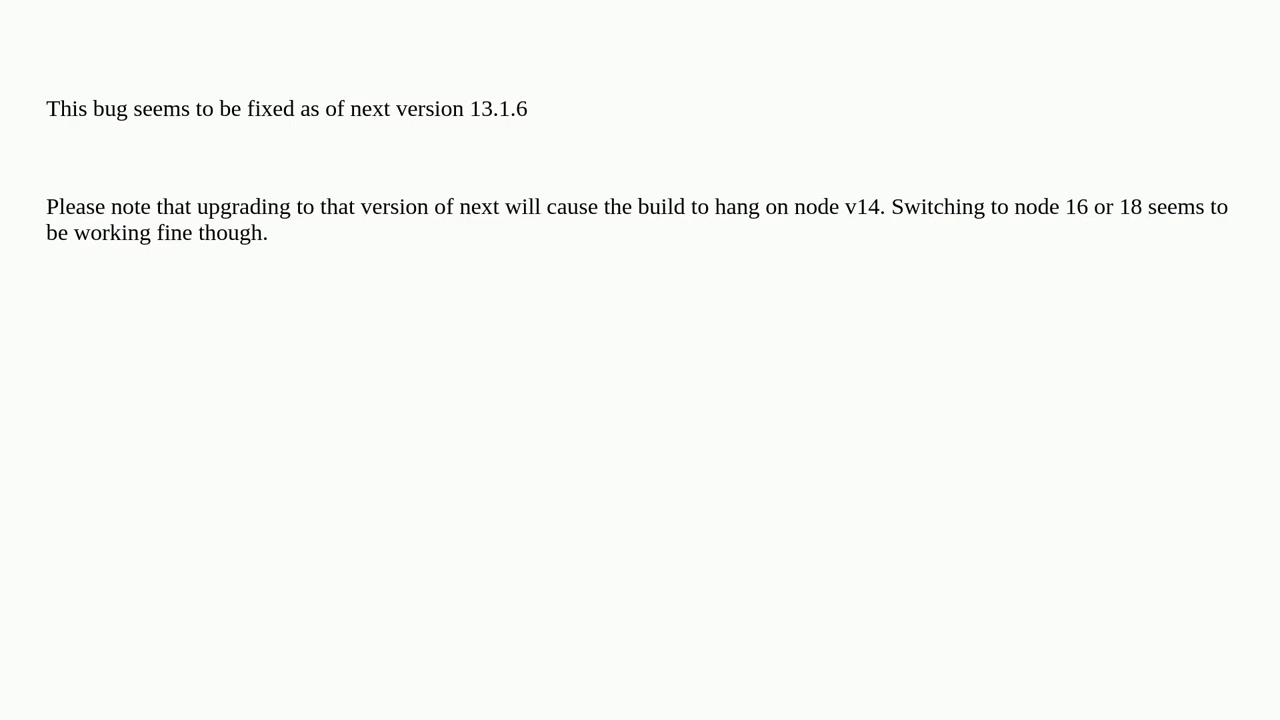 This bug seems to be fixed as of next version 13.1.6
Please note that upgrading to that version of next will cause the build to hang on node v14. Switching to node 16 or 18 seems to
be working fine though.